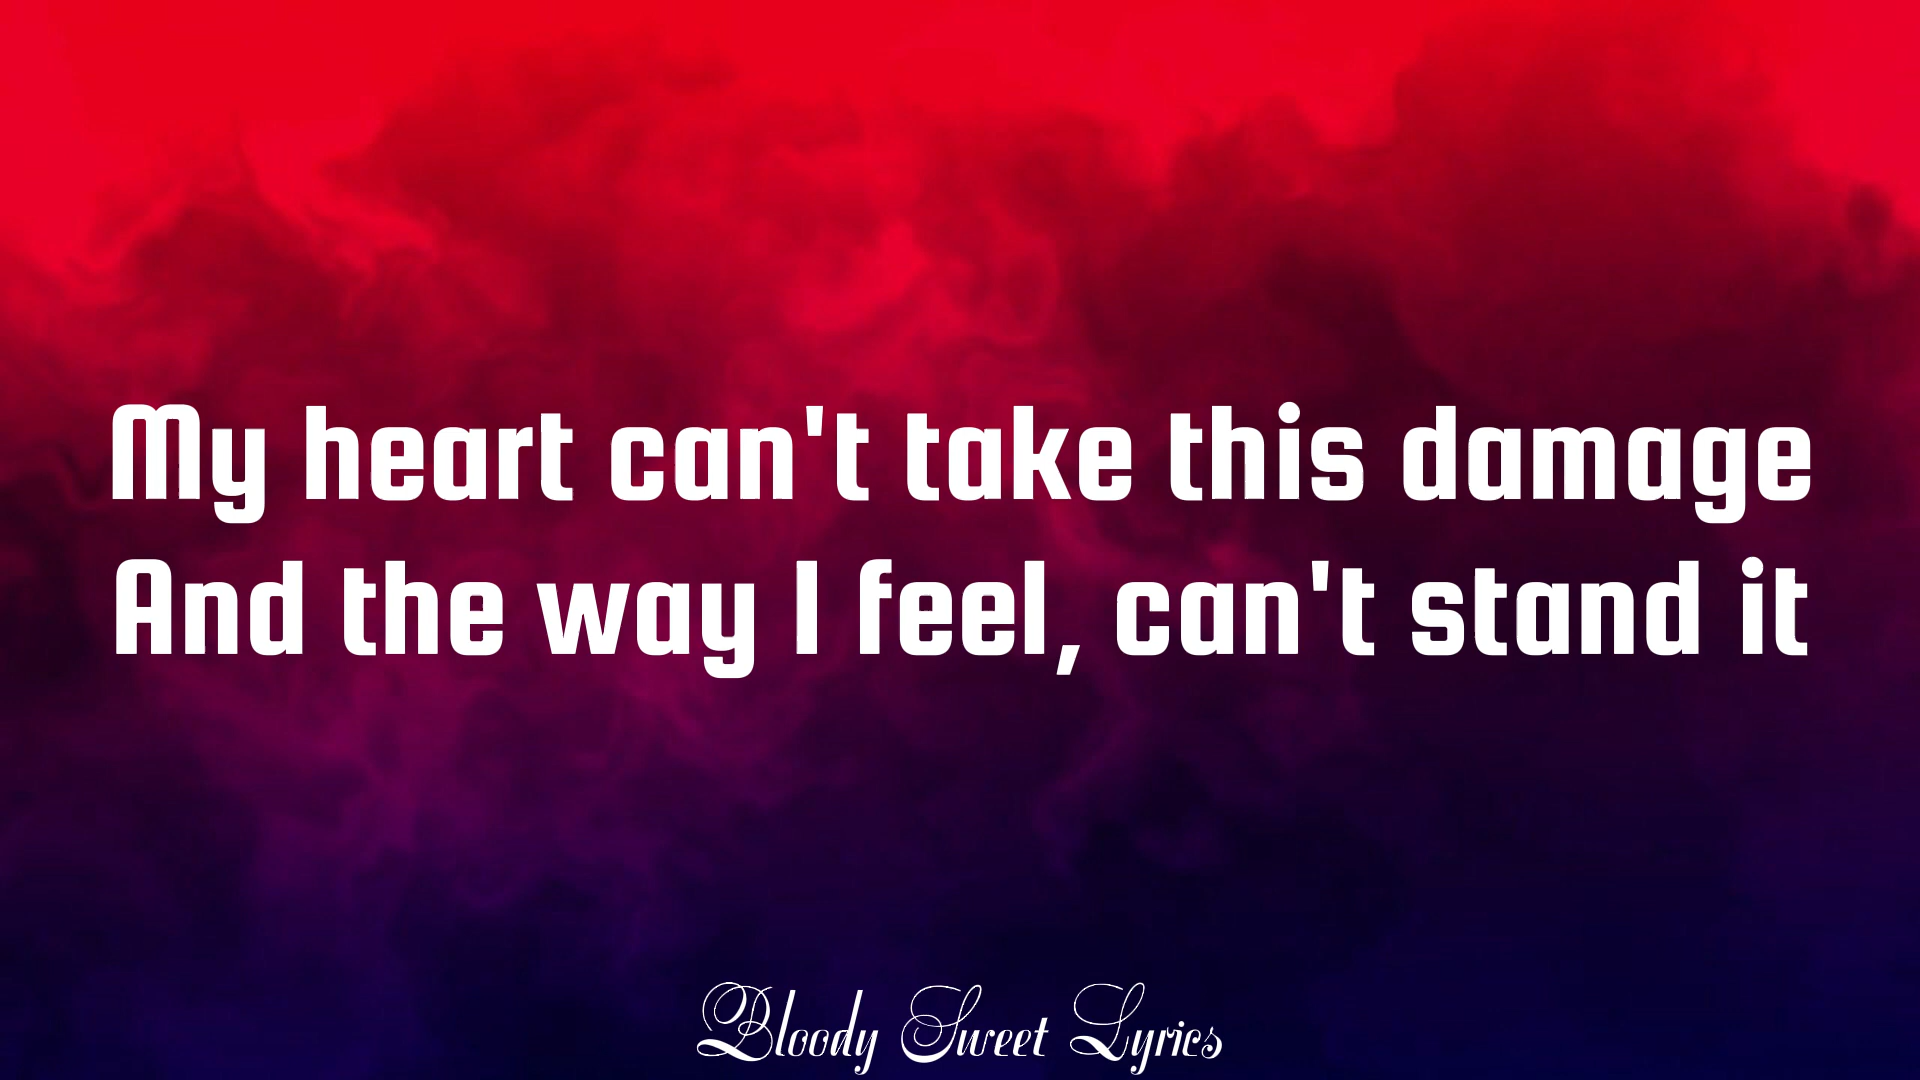 My heart can't take this damage
And the way I feel, can't stand it
Bloody Sweet Lyrics